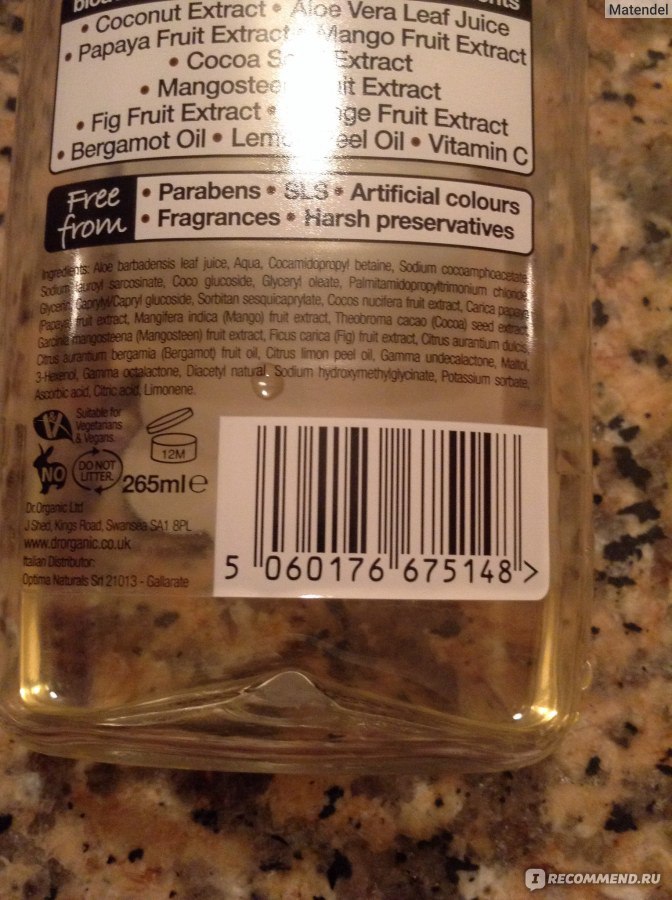 Matendel
• Coconut Extract • Aloe Vera Leaf Juice
• Papaya Fruit Extract • Mango Fruit Extract
• Cocoa Extract
• Mangosteen Fruit Extract
• Fig Fruit Extract • Fruit Extract
• Bergamot Oil • Lemon Peel Oil • Vitamin C
Free from
• Parabens • SLS • Artificial colours
• Fragrances • Harsh preservatives
Ingredients: Aloe barbadensis leaf juice, Aqua, Cocamidopropyl betaine, Sodium cocoamphoacetate,
Sodium lauroyl sarcosinate, Coco glucoside, Glyceryl oleate, Palmitamidopropyltrimonium chloride,
Glycerin, Caprylyl/Capryl glucoside, Sorbitan sesquicaprylate, Cocos nucifera fruit extract, Carica papaya
(Papaya) fruit extract, Mangifera indica (Mango) fruit extract, Theobroma cacao (Cocoa) seed extract,
Garcinia mangosteena (Mangosteen) fruit extract, Ficus carica (Fig) fruit extract, Citrus aurantium dulcis
Citrus aurantium bergamia (Bergamot) fruit oil, Citrus limon peel oil, Gamma undecalactone, Maltol,
3-Hexenol, Gamma octalactone, Diacetyl natural, Sodium hydroxymethylglycinate, Potassium sorbate,
Ascorbic acid, Citric acid, Limonene.
Suitable for
Vegetarians
& Vegans.
12M
NO
DO NOT
LITTER
265ml e
Dr.Organic Ltd
J Shed, Kings Road, Swansea SA1 8PL
www.drorganic.co.uk
Italian Distributor:
Optima Naturals Srl 21013 - Gallarate
5 060176 675148 >
I RECOMMEND.RU